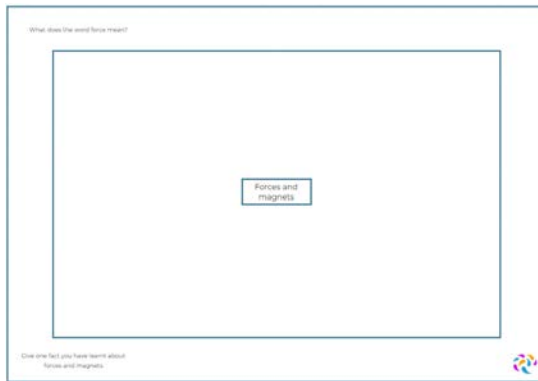 What does the word force mean?
Forces and
magnets
Give one fact you have learnt about
forces and magnets